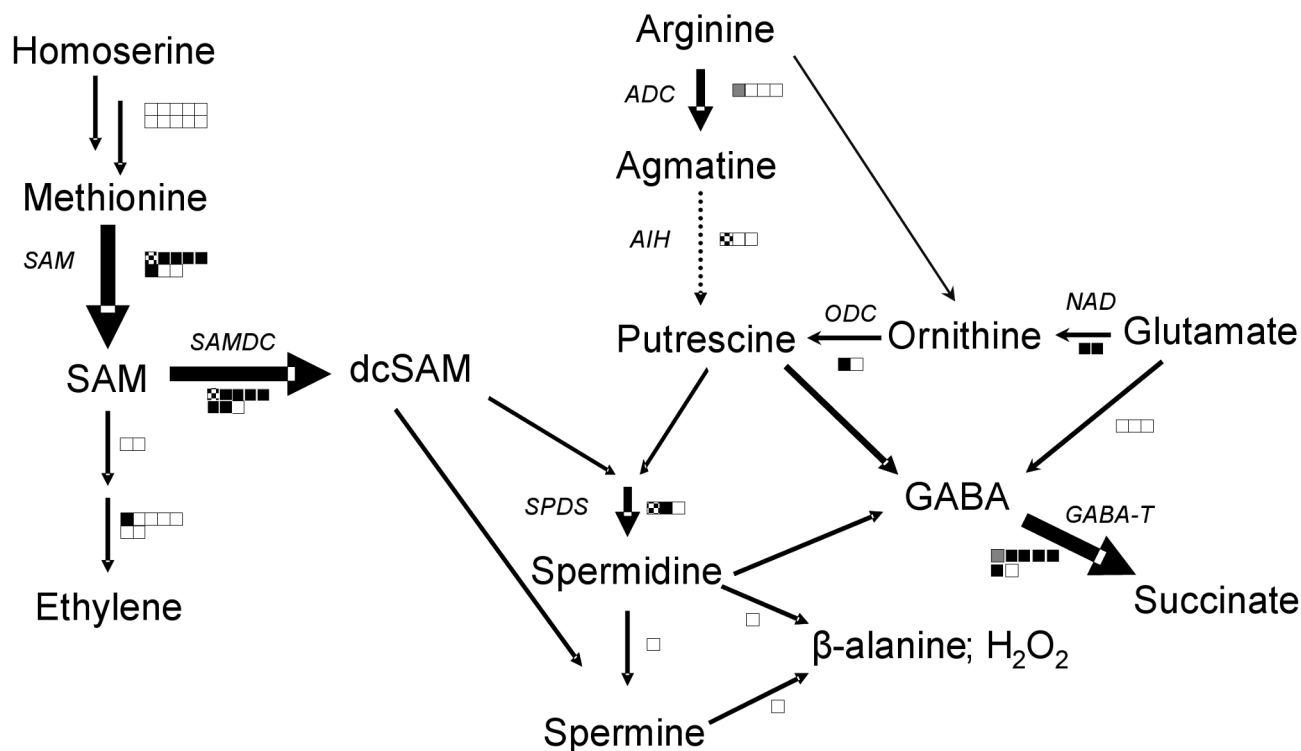 Arginine
Homoserine
ADC
Agmatine
Methionine
AIH
SAM
ODC
NAD
Putrescine
Ornithine
Glutamate
SAMDC
SAM
dcSAM
GABA
SPDS
GABA-T
Spermidine
Ethylene
Succinate
β-alanine; H₂O₂
Spermine